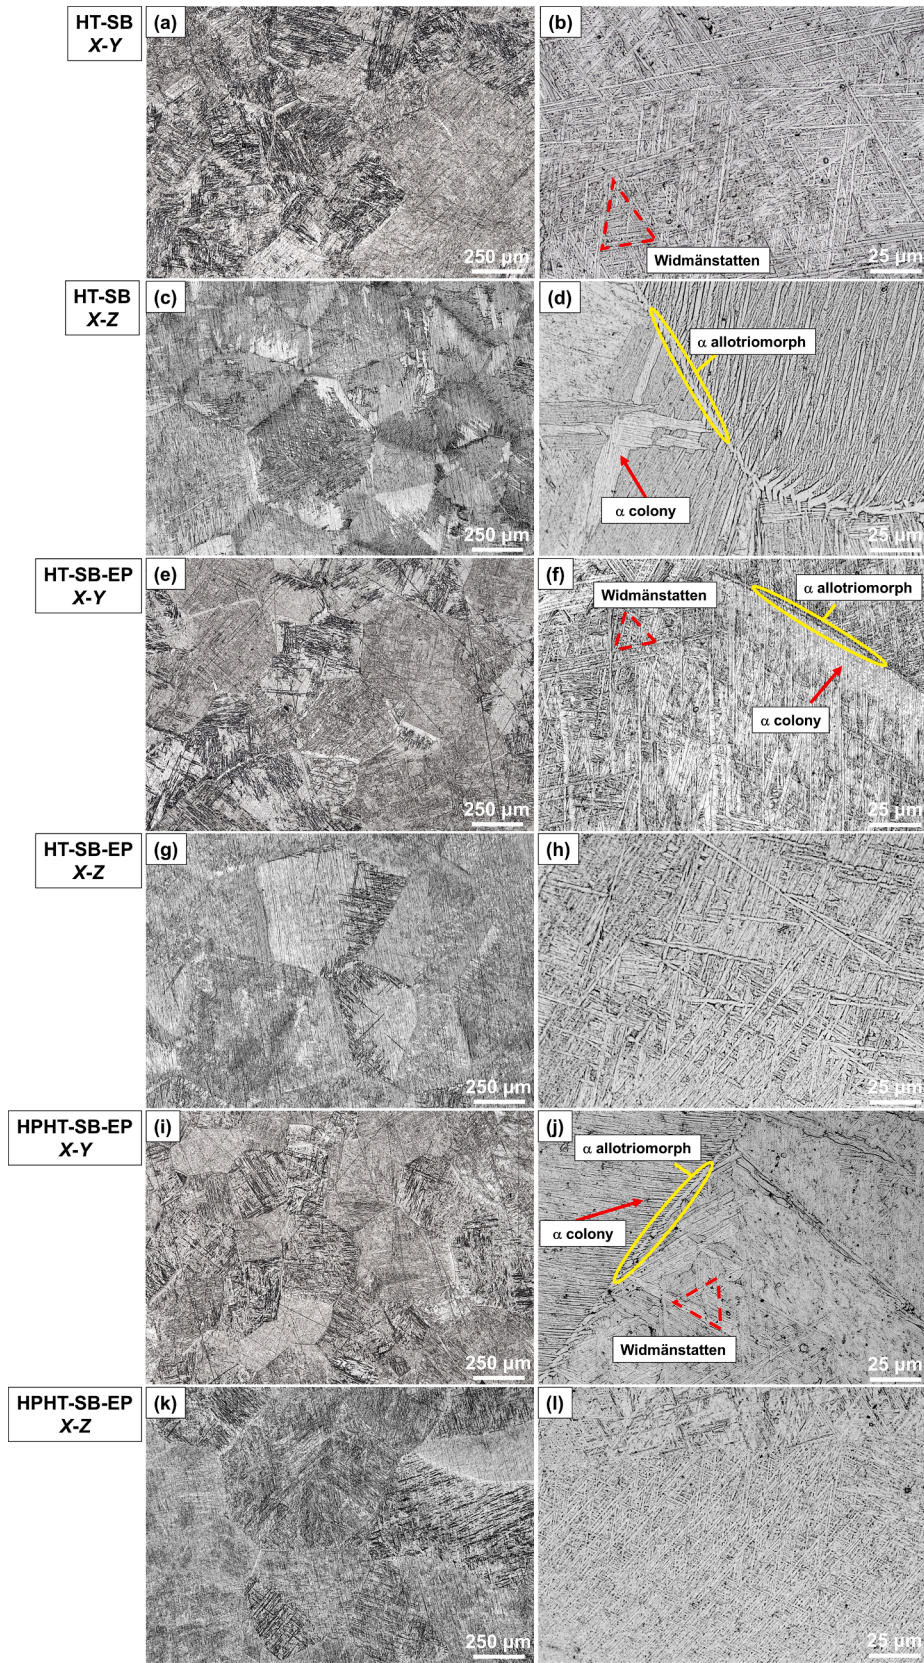 HT-SB
X-Y
(a)
250 µm
(b)
Widmänstatten
25 µm
HT-SB
X-Z
(c)
250 µm
(d)
α allotriomorph
α colony
25 µm
HT-SB-EP
X-Y
(e)
250 µm
(f)
Widmänstatten
α allotriomorph
α colony
25 µm
HT-SB-EP
X-Z
(g)
250 µm
(h)
25 µm
HPHT-SB-EP
X-Y
(i)
250 µm
(j)
α allotriomorph
α colony
Widmänstatten
25 µm
HPHT-SB-EP
X-Z
(k)
250 µm
(l)
25 µm